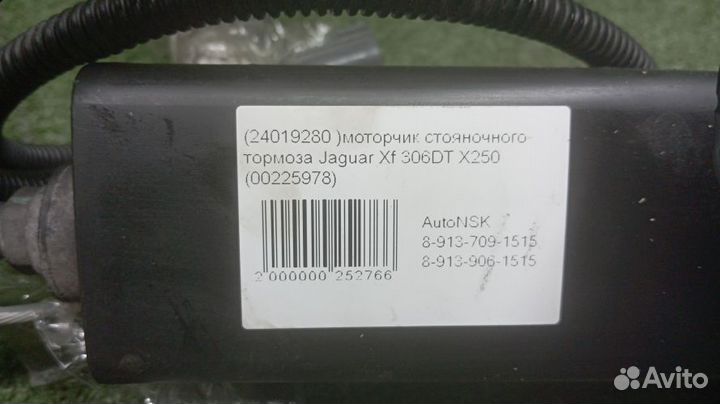 (24019280 )моторчик стояночного
тормоза Jaguar Xf 306DT X250
(00225978)
AutoNSK
8-913-709-1515
8-913-906-1515
2 000000 252766
Avito